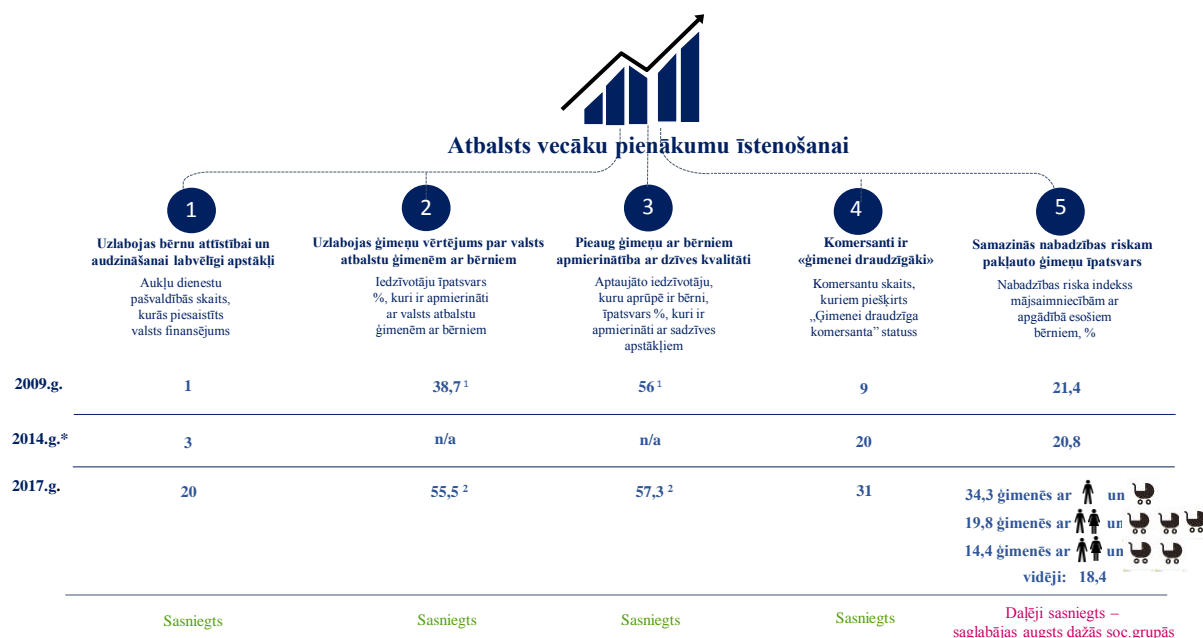 Atbalsts vecāku pienākumu īstenošanai
1
Uzlabojas bērnu attīstībai un
audzināšanai labvēlīgi apstākļi
Aukļu dienestu
pašvaldībās skaits,
kurās piesaistīts
valsts finansējums
2
Uzlabojas ģimeņu vērtējums par valsts
atbalstu ģimenēm ar bērniem
Iedzīvotāju īpatsvars
%, kuri ir apmierināti
ar valsts atbalstu
ģimenēm ar bērniem
3
Pieaug ģimeņu ar bērniem
apmierinātība ar dzīves kvalitāti
Aptaujāto iedzīvotāju,
kuru aprūpē ir bērni,
īpatsvars %, kuri ir
apmierināti ar sadzīves
apstākļiem
4
Komersanti ir
«ģimenei draudzīgāki»
Komersantu skaits,
kuriem piešķirts
„Ģimenei draudzīga
komersanta” statuss
5
Samazinās nabadzības riskam
pakļauto ģimeņu īpatsvars
Nabadzības riska indekss
mājsaimniecībām ar
apgādībā esošiem
bērniem, %
2009.g. 1 38,7 ¹ 56 ¹ 9 21,4
2014.g.* 3 n/a n/a 20 20,8
2017.g. 20 55,5 ² 57,3 ² 31
34,3 ģimenēs ar un
19,8 ģimenēs ar un
14,4 ģimenēs ar un
vidēji: 18,4
Sasniegts Sasniegts Sasniegts Sasniegts Daļēji sasniegts –
saglabājas augsts dažās soc.grupās